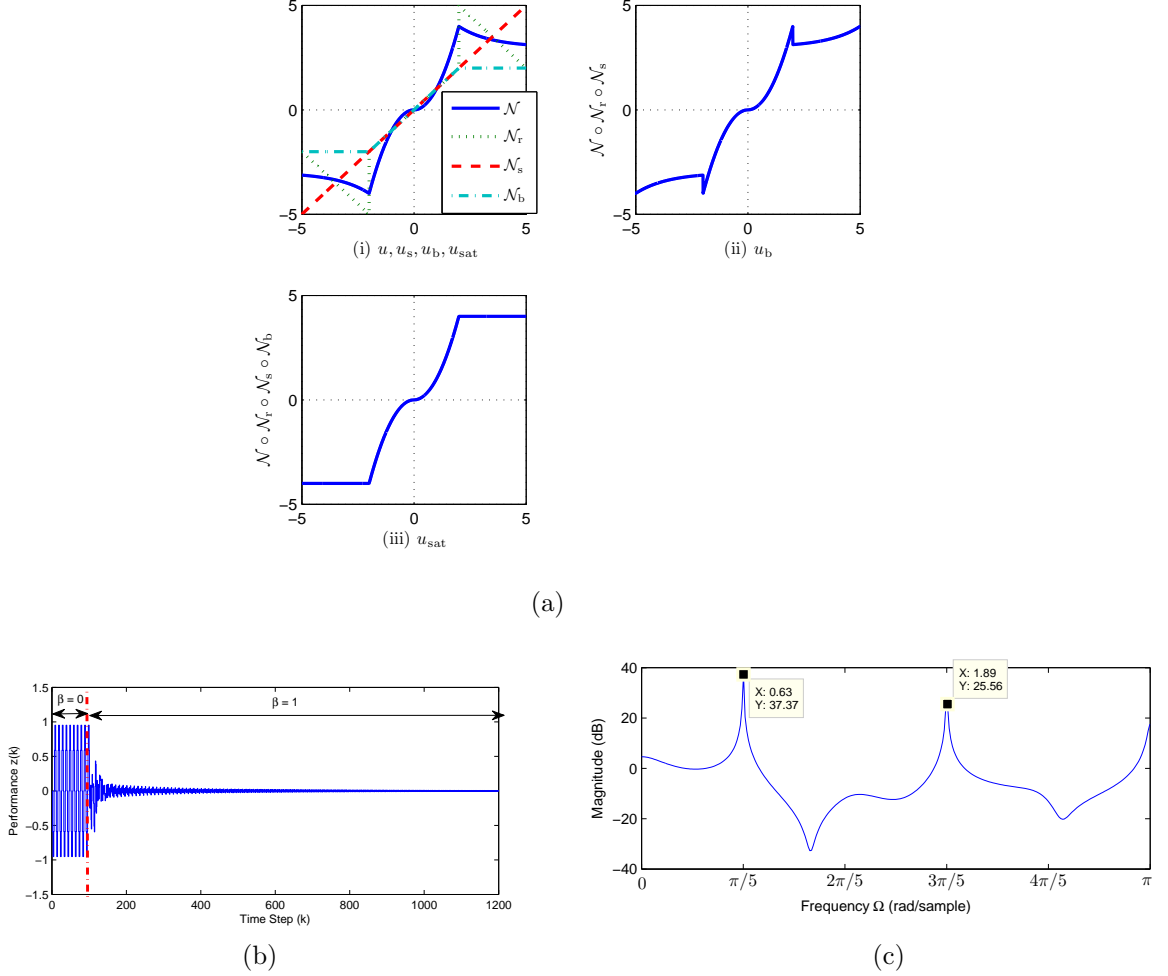 5
0
−5
−5
0
5
𝒩
𝒩r
𝒩s
𝒩b
(i) u, us, ub, usat
𝒩 ∘ 𝒩r ∘ 𝒩s
5
0
−5
−5
0
5
(ii) ub
𝒩 ∘ 𝒩r ∘ 𝒩s ∘ 𝒩b
5
0
−5
−5
0
5
(iii) usat
(a)
Performance z(k)
1.5
1
0.5
0
−0.5
−1
−1.5
β = 0
β = 1
0
200
400
600
800
1000
1200
Time Step (k)
(b)
Magnitude (dB)
40
20
0
−20
−40
X: 0.63
Y: 37.37
X: 1.89
Y: 25.56
0
π/5
2π/5
3π/5
4π/5
π
Frequency Ω (rad/sample)
(c)